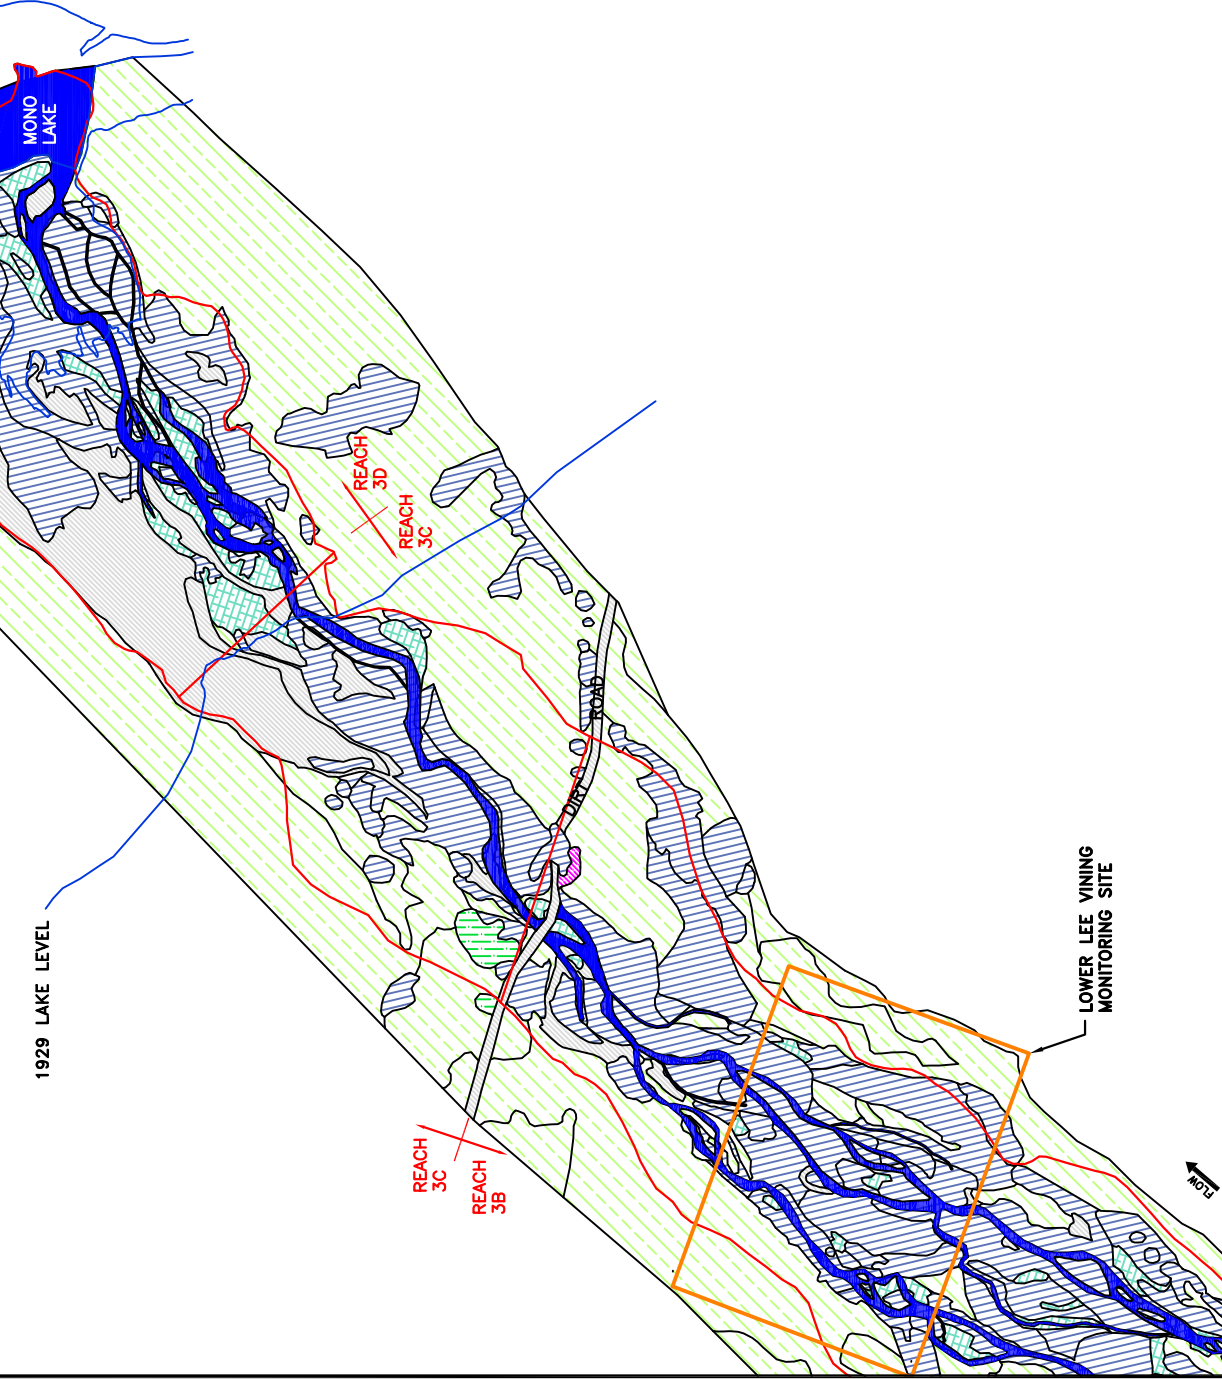 MONO
LAKE
REACH
3D
REACH
3C
DIRT ROAD
1929 LAKE LEVEL
LOWER LEE VINING
MONITORING SITE
REACH
3C
REACH
3B
FLOW